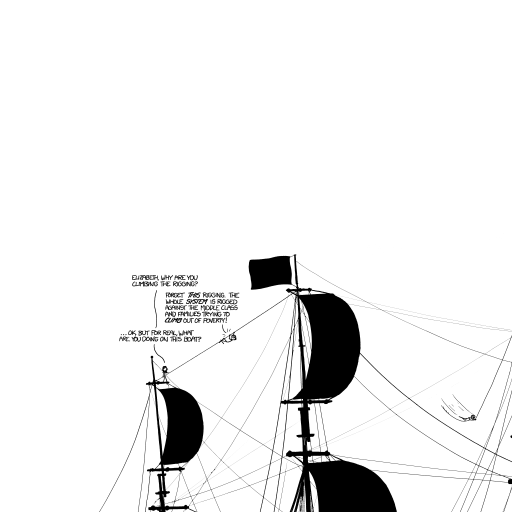 ELIZABETH, WHY ARE YOU
CLIMBING THE RIGGING?
FORGET THIS RIGGING. THE
WHOLE SYSTEM IS RIGGED
AGAINST THE MIDDLE CLASS
AND FAMILIES TRYING TO
CLIMB OUT OF POVERTY!
...OK, BUT FOR REAL, WHAT
ARE YOU DOING ON THIS BOAT?